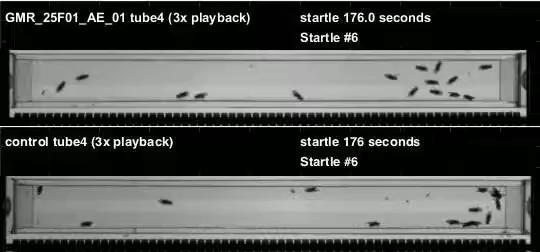 GMR_25F01_AE_01 tube4 (3x playback) startle 176.0 seconds
Startle #6
control tube4 (3x playback) startle 176 seconds
Startle #6